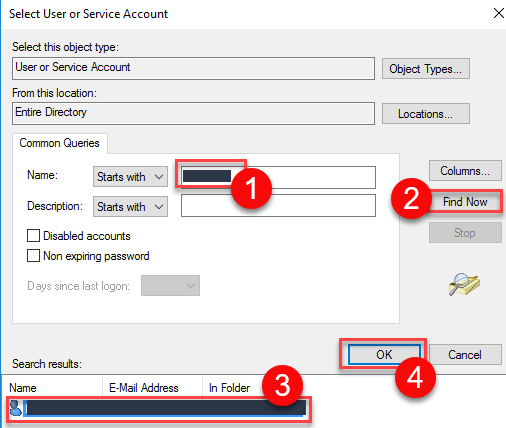 Select User or Service Account
Select this object type:
User or Service Account
Object Types...
From this location:
Entire Directory
Locations...
Common Queries
Name:
Starts with
1
Columns...
Description:
Starts with
2
Find Now
Disabled accounts
Stop
Non expiring password
Days since last logon:
OK
Cancel
4
Search results:
3
Name
E-Mail Address
In Folder